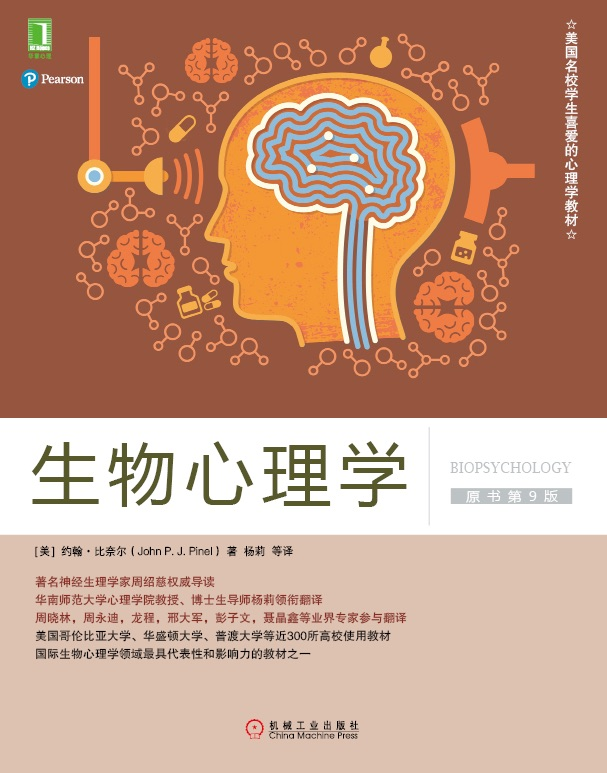 华章心理
Pearson
☆美国名校学生喜爱的心理学教材☆
生物心理学
BIOPSYCHOLOGY
原书第9版
[美] 约翰·比奈尔(John P. J. Pinel) 著 杨莉 等译
著名神经生理学家周绍慈权威导读
华南师范大学心理学院教授、博士生导师杨莉领衔翻译
周晓林,周永迪,龙程,邢大军,彭子文,聂晶鑫等业界专家参与翻译
美国哥伦比亚大学、华盛顿大学、普渡大学等近300所高校使用教材
国际生物心理学领域最具代表性和影响力的教材之一
机械工业出版社
China Machine Press